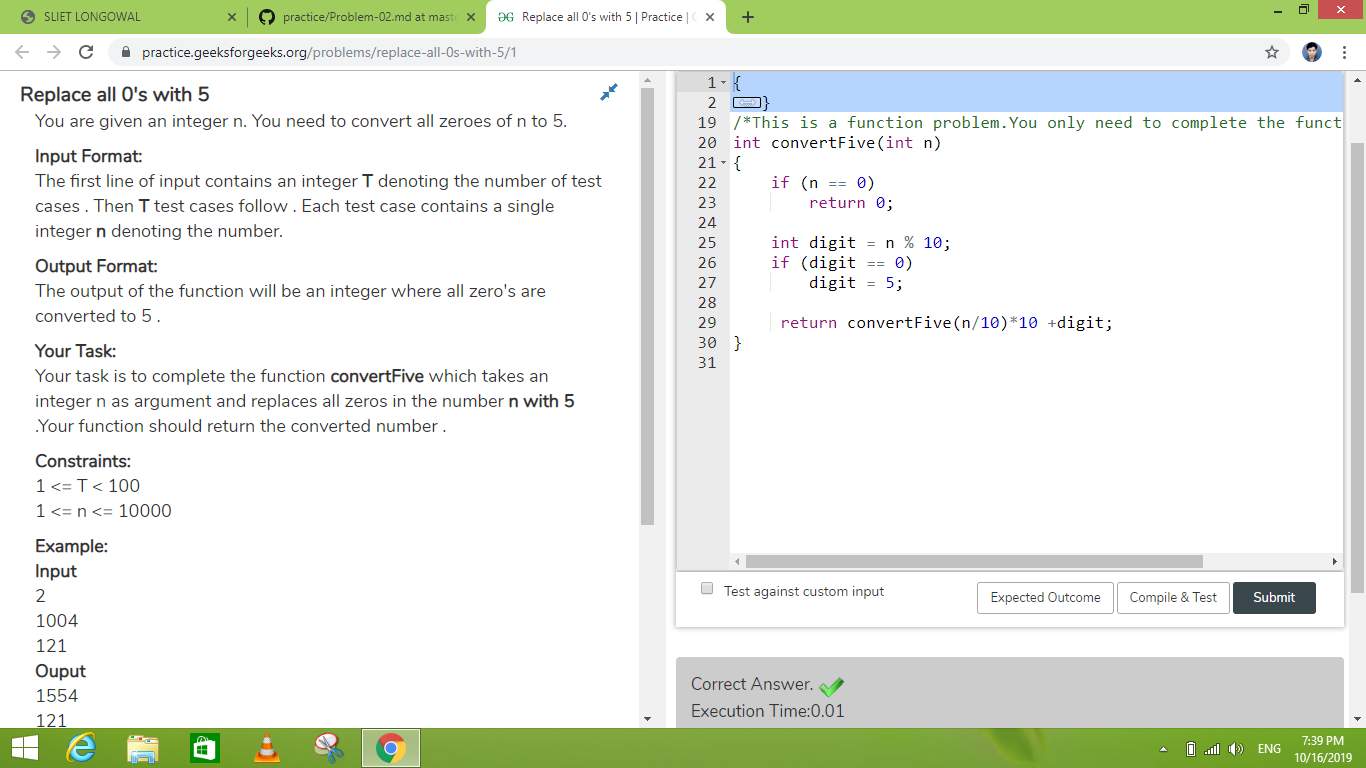 SLIET LONGOWAL
practice/Problem-02.md at maste
Replace all 0's with 5 | Practice |
practice.geeksforgeeks.org/problems/replace-all-0s-with-5/1
Replace all 0's with 5
You are given an integer n. You need to convert all zeroes of n to 5.
Input Format:
The first line of input contains an integer T denoting the number of test
cases . Then T test cases follow . Each test case contains a single
integer n denoting the number.
Output Format:
The output of the function will be an integer where all zero's are
converted to 5 .
Your Task:
Your task is to complete the function convertFive which takes an
integer n as argument and replaces all zeros in the number n with 5
.Your function should return the converted number .
Constraints:
1 <= T < 100
1 <= n <= 10000
Example:
Input
2
1004
121
Ouput
1554
121
1 {
2 }
19 /*This is a function problem.You only need to complete the funct
20 int convertFive(int n)
21 {
22 if (n == 0)
23 return 0;
24
25 int digit = n % 10;
26 if (digit == 0)
27 digit = 5;
28
29 return convertFive(n/10)*10 +digit;
30 }
31
Test against custom input
Expected Outcome
Compile & Test
Submit
Correct Answer.
Execution Time:0.01
ENG
7:39 PM
10/16/2019